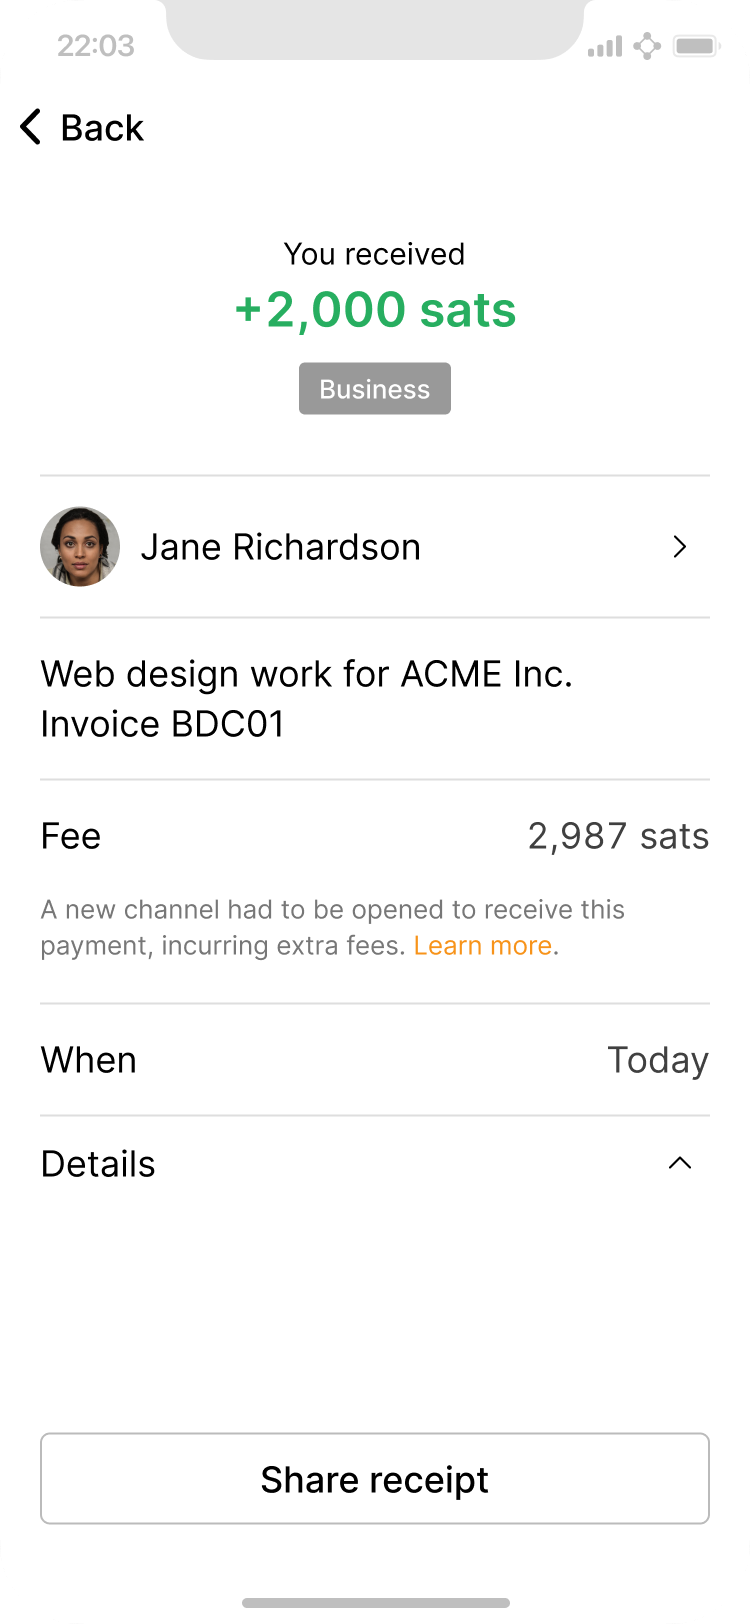 22:03
Back
You received
+2,000 sats
Business
Jane Richardson
Web design work for ACME Inc.
Invoice BDC01
Fee
2,987 sats
A new channel had to be opened to receive this
payment, incurring extra fees. Learn more.
When
Today
Details
Share receipt